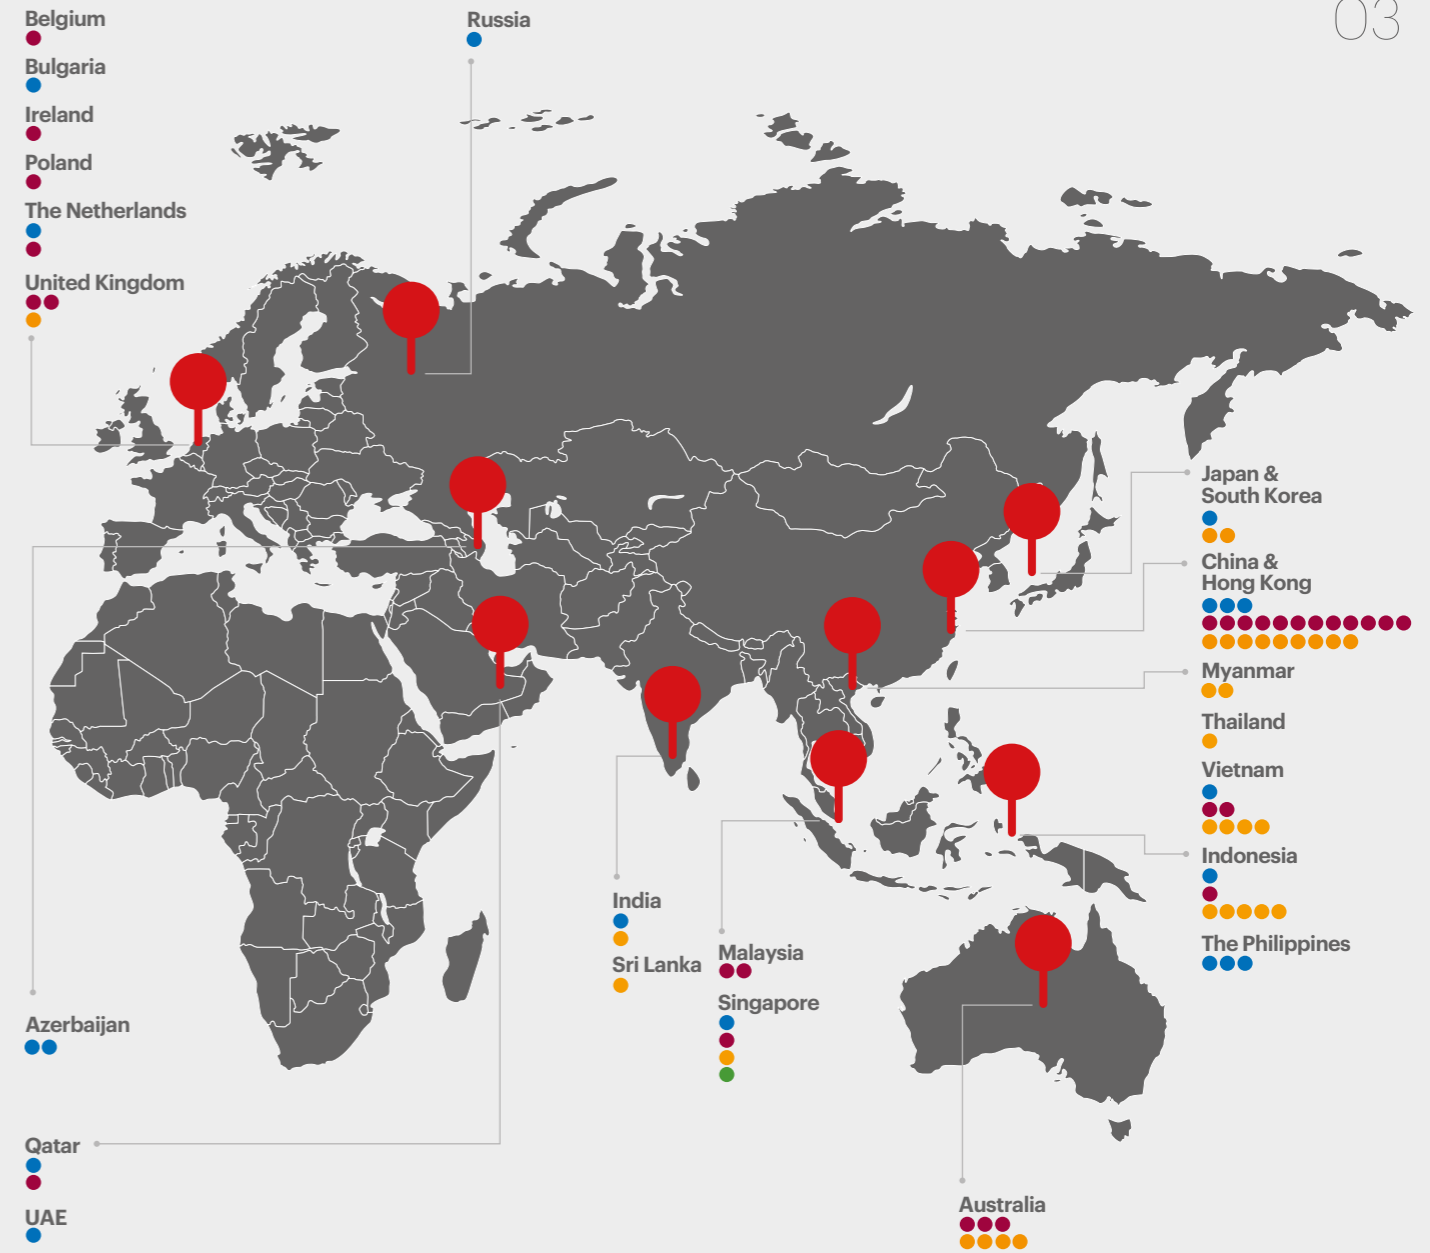 03
Belgium
Bulgaria
Ireland
Poland
The Netherlands
United Kingdom
Russia
Japan &
South Korea
China &
Hong Kong
Myanmar
Thailand
Vietnam
Indonesia
The Philippines
India
Sri Lanka
Malaysia
Singapore
Azerbaijan
Qatar
UAE
Australia